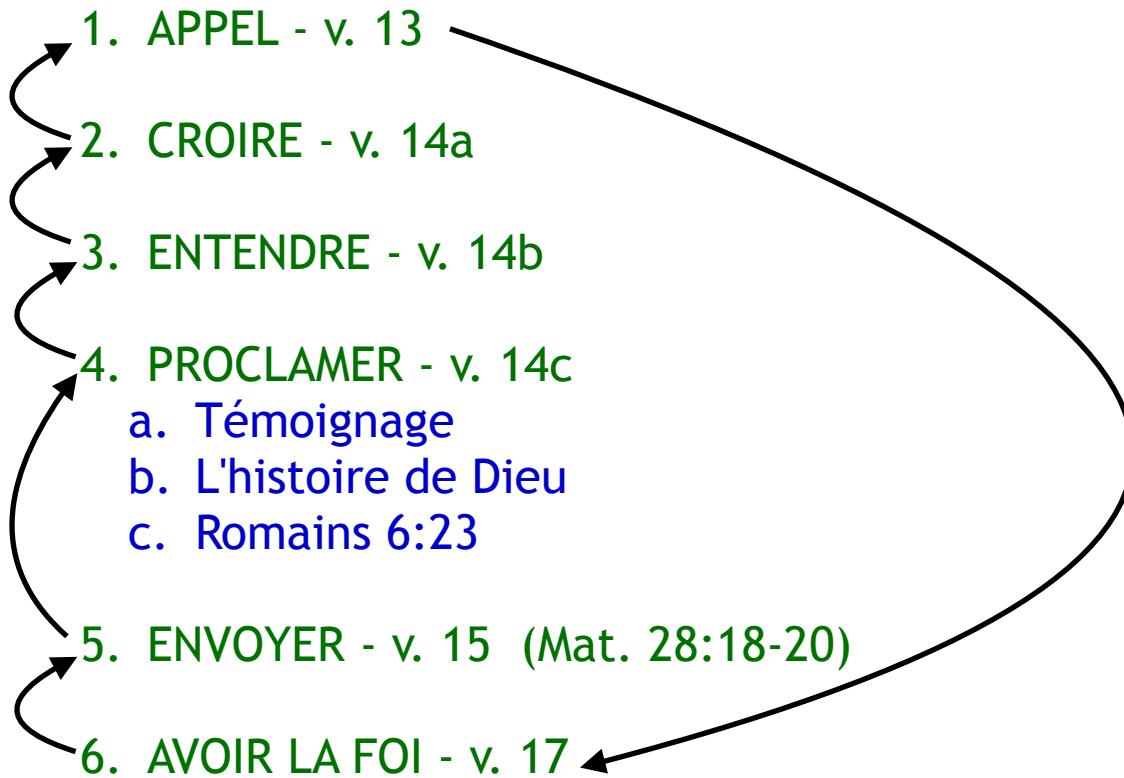 1. APPEL - v. 13
2. CROIRE - v. 14a
3. ENTENDRE - v. 14b
4. PROCLAMER - v. 14c
a. Témoignage
b. L'histoire de Dieu
c. Romains 6:23
5. ENVOYER - v. 15 (Mat. 28:18-20)
6. AVOIR LA FOI - v. 17